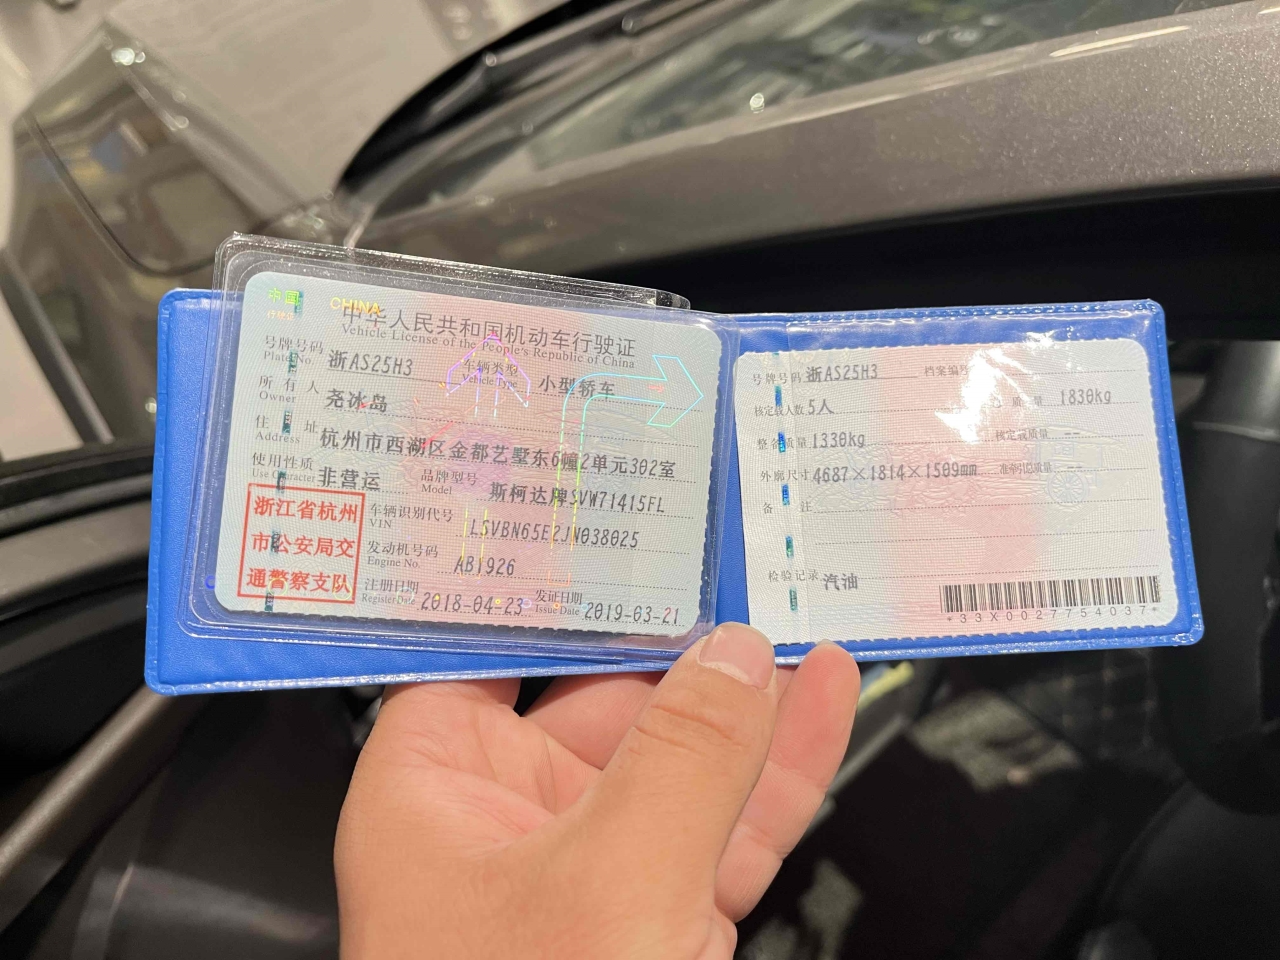 中国 CHINA
行驶证
中华人民共和国机动车行驶证
Vehicle License of the People's Republic of China
号牌号码 浙AS25H3 车辆类型 小型轿车
Plate No. Vehicle Type
所有人 尧冰岛
Owner
住址 杭州市西湖区金都艺墅东6幢2单元302室
Address
使用性质 非营运 品牌型号 斯柯达牌SVW71415FL
Use Character Model
浙江省杭州
市公安局交
通警察支队
车辆识别代号 LSVBN65E2JN038025
VIN
发动机号码 AB1926
Engine No.
注册日期 2018-04-23 发证日期 2019-03-21
Register Date Issue Date
号牌号码 浙AS25H3 档案编号
核定载人数 5人 总质量 1830kg
整备质量 1330kg 核定载质量 --
外廓尺寸 4687×1814×1509mm 准牵引总质量 --
备注
检验记录 汽油
*33X0027754037*